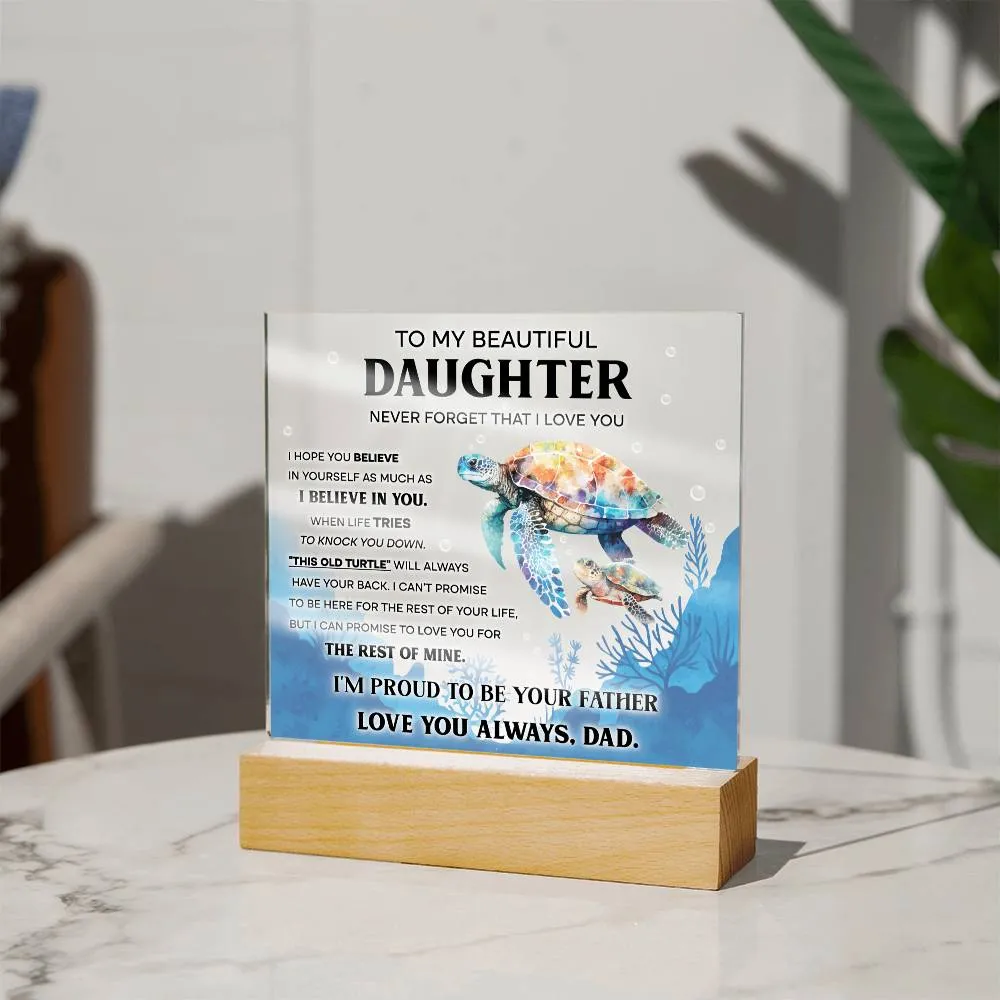 TO MY BEAUTIFUL
DAUGHTER
NEVER FORGET THAT I LOVE YOU
I HOPE YOU BELIEVE
IN YOURSELF AS MUCH AS
I BELIEVE IN YOU.
WHEN LIFE TRIES
TO KNOCK YOU DOWN.
"THIS OLD TURTLE" WILL ALWAYS
HAVE YOUR BACK. I CAN'T PROMISE
TO BE HERE FOR THE REST OF YOUR LIFE,
BUT I CAN PROMISE TO LOVE YOU FOR
THE REST OF MINE.
I'M PROUD TO BE YOUR FATHER
LOVE YOU ALWAYS, DAD.